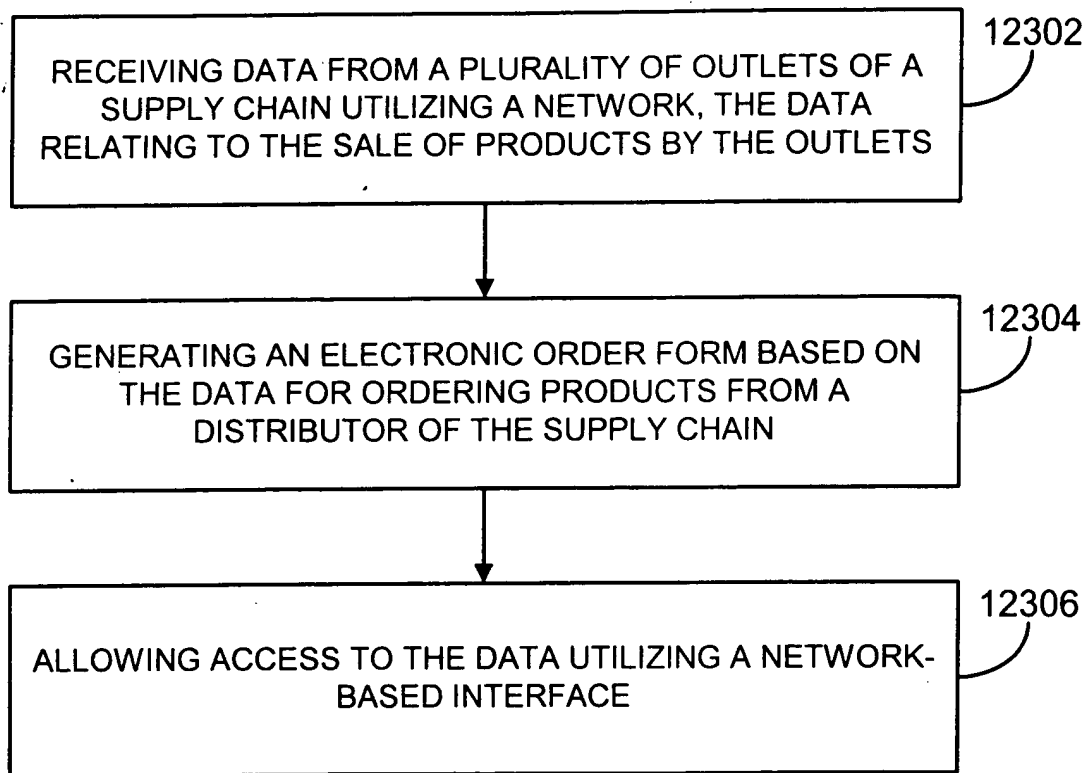 12302
RECEIVING DATA FROM A PLURALITY OF OUTLETS OF A
SUPPLY CHAIN UTILIZING A NETWORK, THE DATA
RELATING TO THE SALE OF PRODUCTS BY THE OUTLETS
12304
GENERATING AN ELECTRONIC ORDER FORM BASED ON
THE DATA FOR ORDERING PRODUCTS FROM A
DISTRIBUTOR OF THE SUPPLY CHAIN
12306
ALLOWING ACCESS TO THE DATA UTILIZING A NETWORK-
BASED INTERFACE